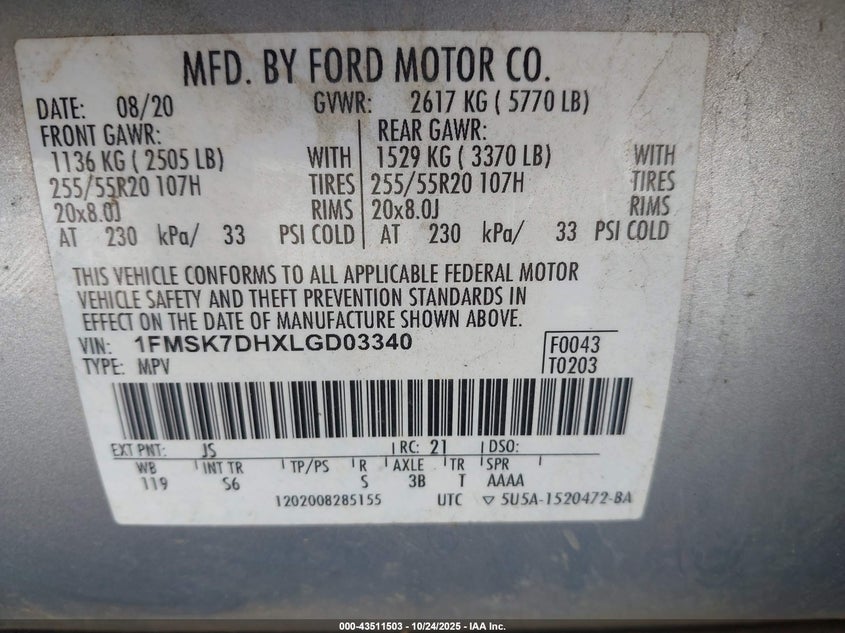 MFD. BY FORD MOTOR CO.
DATE: 08/20 GVWR: 2617 KG ( 5770 LB)
FRONT GAWR: REAR GAWR:
1136 KG ( 2505 LB) WITH 1529 KG ( 3370 LB) WITH
255/55R20 107H TIRES 255/55R20 107H TIRES
20x8.0J RIMS 20x8.0J RIMS
AT 230 kPa/ 33 PSI COLD AT 230 kPa/ 33 PSI COLD
THIS VEHICLE CONFORMS TO ALL APPLICABLE FEDERAL MOTOR
VEHICLE SAFETY AND THEFT PREVENTION STANDARDS IN
EFFECT ON THE DATE OF MANUFACTURE SHOWN ABOVE.
VIN: 1FMSK7DHXLGD03340 F0043
TYPE: MPV T0203
EXT PNT: JS RC: 21 DSO:
WB INT TR TP/PS R AXLE TR SPR
119 S6 S 3B T AAAA
1202008285155 UTC ▽ 5U5A-1520472-BA
000-43511503 - 10/24/2025 - IAA Inc.